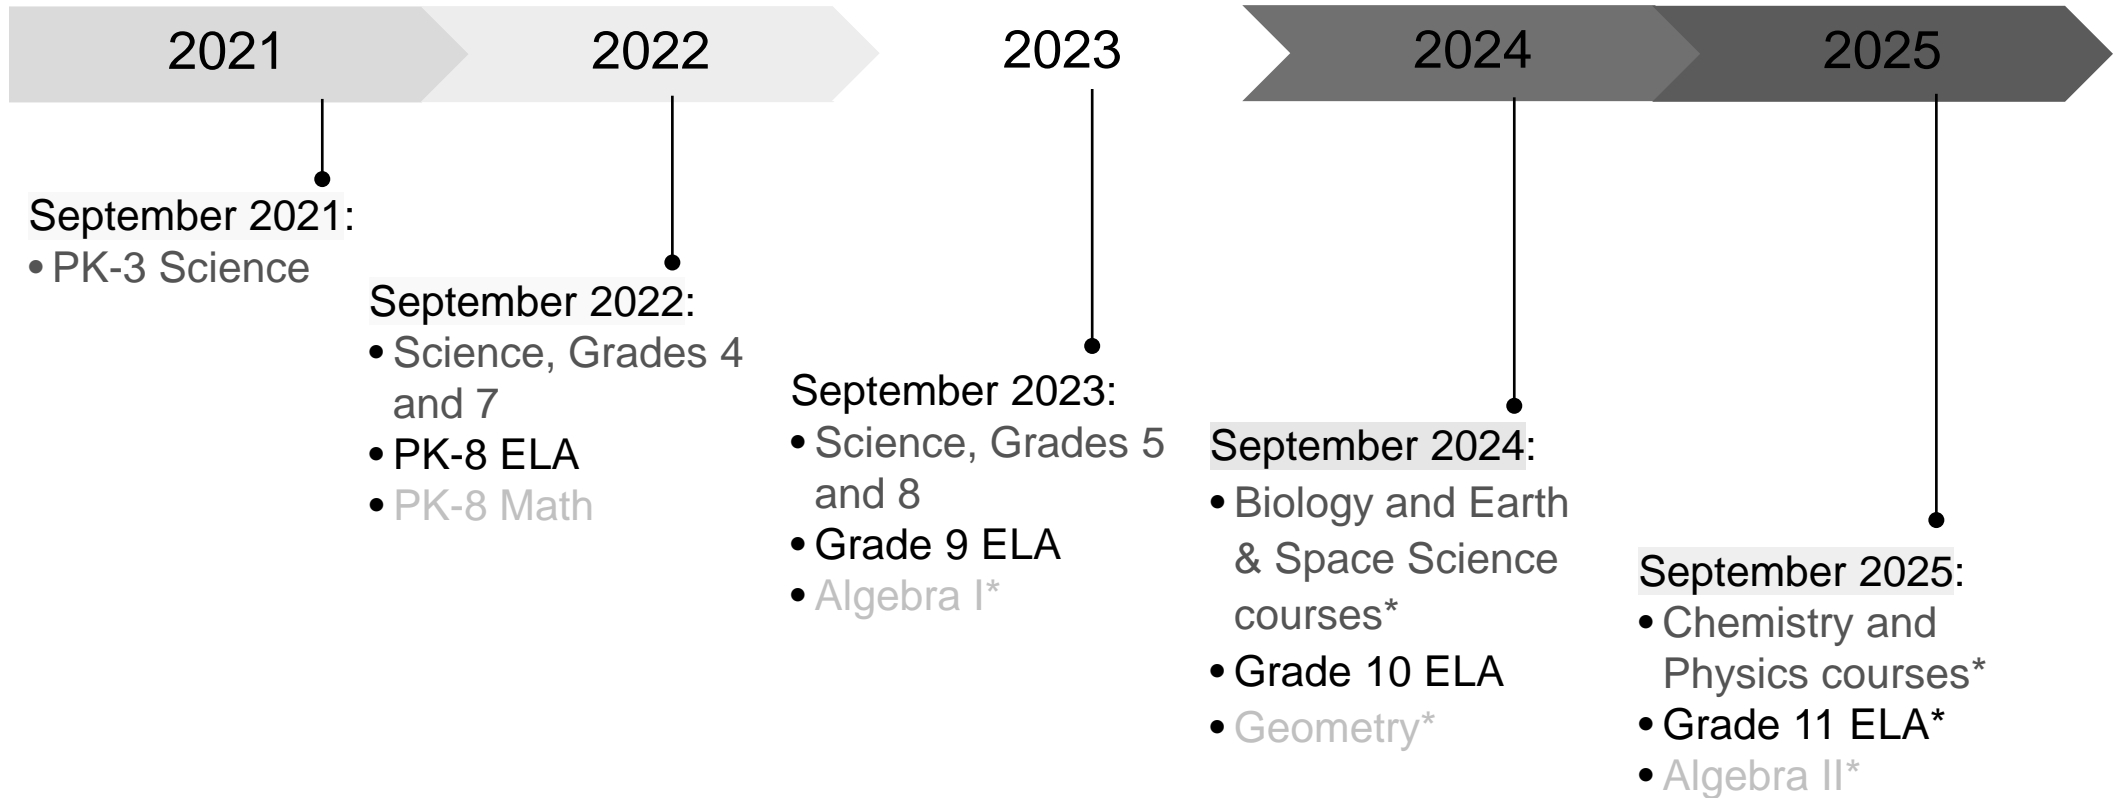 2021
2022
2023
2024
2025
September 2021:
• PK-3 Science
September 2022:
• Science, Grades 4
and 7
• PK-8 ELA
• PK-8 Math
September 2023:
• Science, Grades 5
and 8
• Grade 9 ELA
• Algebra I*
September 2024:
• Biology and Earth
& Space Science
courses*
• Grade 10 ELA
• Geometry*
September 2025:
• Chemistry and
Physics courses*
• Grade 11 ELA*
• Algebra II*